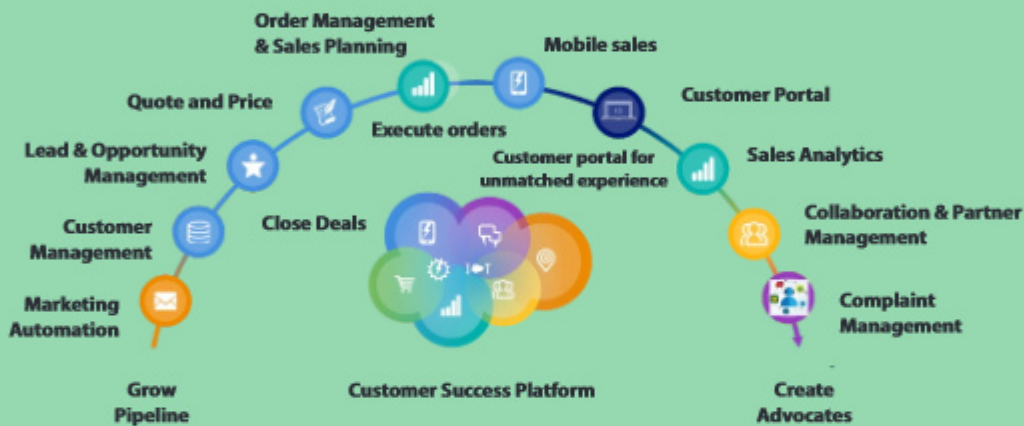 Order Management
& Sales Planning
Mobile sales
Quote and Price
Customer Portal
Execute orders
Lead & Opportunity
Management
Customer portal for
unmatched experience
Sales Analytics
Customer
Management
Close Deals
Collaboration & Partner
Management
Marketing
Automation
Complaint
Management
Grow
Pipeline
Customer Success Platform
Create
Advocates